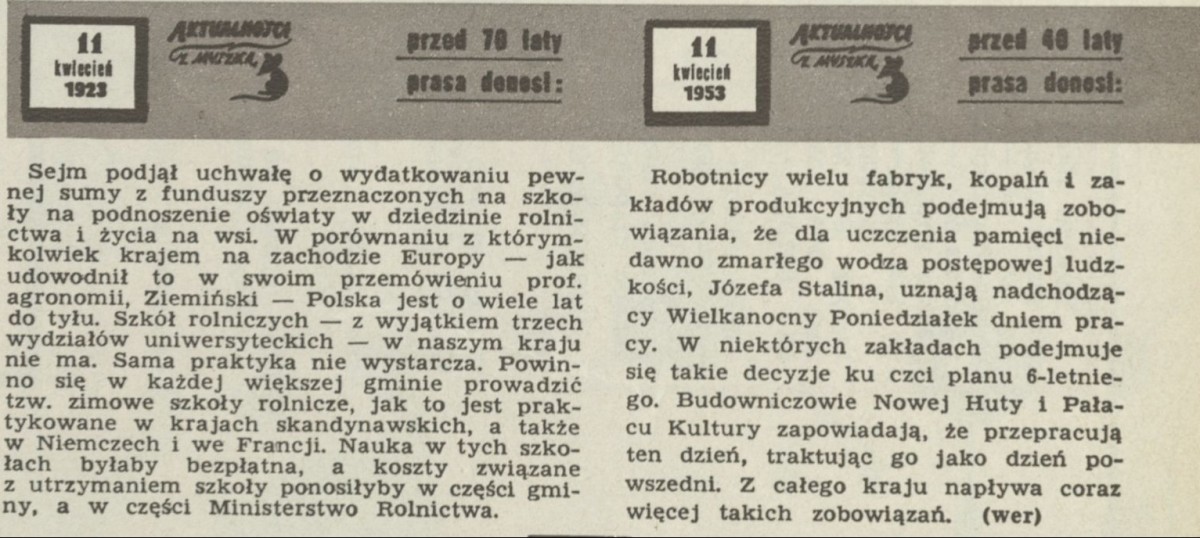 11
kwiecień
1923
AKTUALNOŚCI
Z MYSZKĄ
przed 70 laty
prasa donosi:
Sejm podjął uchwałę o wydatkowaniu pew-
nej sumy z funduszy przeznaczonych na szko-
ły na podnoszenie oświaty w dziedzinie rolni-
ctwa i życia na wsi. W porównaniu z którym-
kolwiek krajem na zachodzie Europy — jak
udowodnił to w swoim przemówieniu prof.
agronomii, Ziemiński — Polska jest o wiele lat
do tyłu. Szkół rolniczych — z wyjątkiem trzech
wydziałów uniwersyteckich — w naszym kraju
nie ma. Sama praktyka nie wystarcza. Powin-
no się w każdej większej gminie prowadzić
tzw. zimowe szkoły rolnicze, jak to jest prak-
tykowane w krajach skandynawskich, a także
w Niemczech i we Francji. Nauka w tych szko-
łach byłaby bezpłatna, a koszty związane
z utrzymaniem szkoły ponosiłyby w części gmi-
ny, a w części Ministerstwo Rolnictwa.
11
kwiecień
1953
AKTUALNOŚCI
Z MYSZKĄ
przed 40 laty
prasa donosi:
Robotnicy wielu fabryk, kopalń i za-
kładów produkcyjnych podejmują zobo-
wiązania, że dla uczczenia pamięci nie-
dawno zmarłego wodza postępowej ludz-
kości, Józefa Stalina, uznają nadchodzą-
cy Wielkanocny Poniedziałek dniem pra-
cy. W niektórych zakładach podejmuje
się takie decyzje ku czci planu 6-letnie-
go. Budowniczowie Nowej Huty i Pała-
cu Kultury zapowiadają, że przepracują
ten dzień, traktując go jako dzień po-
wszedni. Z całego kraju napływa coraz
więcej takich zobowiązań. (wer)